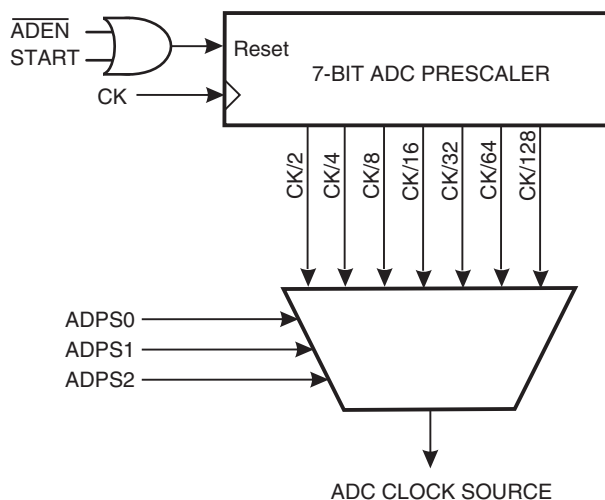 ADEN
START
Reset
7-BIT ADC PRESCALER
CK
CK/2
CK/4
CK/8
CK/16
CK/32
CK/64
CK/128
ADPS0
ADPS1
ADPS2
ADC CLOCK SOURCE